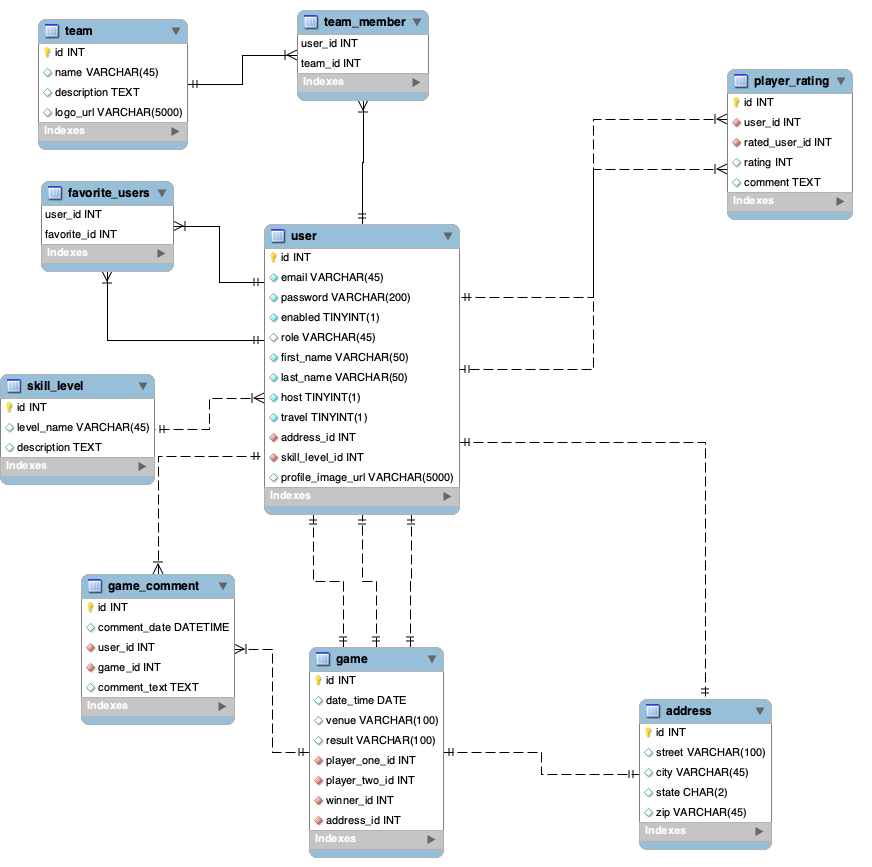 team
id INT
name VARCHAR(45)
description TEXT
logo_url VARCHAR(5000)
Indexes
team_member
user_id INT
team_id INT
Indexes
player_rating
id INT
user_id INT
rated_user_id INT
rating INT
comment TEXT
Indexes
favorite_users
user_id INT
favorite_id INT
Indexes
user
id INT
email VARCHAR(45)
password VARCHAR(200)
enabled TINYINT(1)
role VARCHAR(45)
first_name VARCHAR(50)
last_name VARCHAR(50)
host TINYINT(1)
travel TINYINT(1)
address_id INT
skill_level_id INT
profile_image_url VARCHAR(5000)
Indexes
skill_level
id INT
level_name VARCHAR(45)
description TEXT
Indexes
game_comment
id INT
comment_date DATETIME
user_id INT
game_id INT
comment_text TEXT
Indexes
game
id INT
date_time DATE
venue VARCHAR(100)
result VARCHAR(100)
player_one_id INT
player_two_id INT
winner_id INT
address_id INT
Indexes
address
id INT
street VARCHAR(100)
city VARCHAR(45)
state CHAR(2)
zip VARCHAR(45)
Indexes